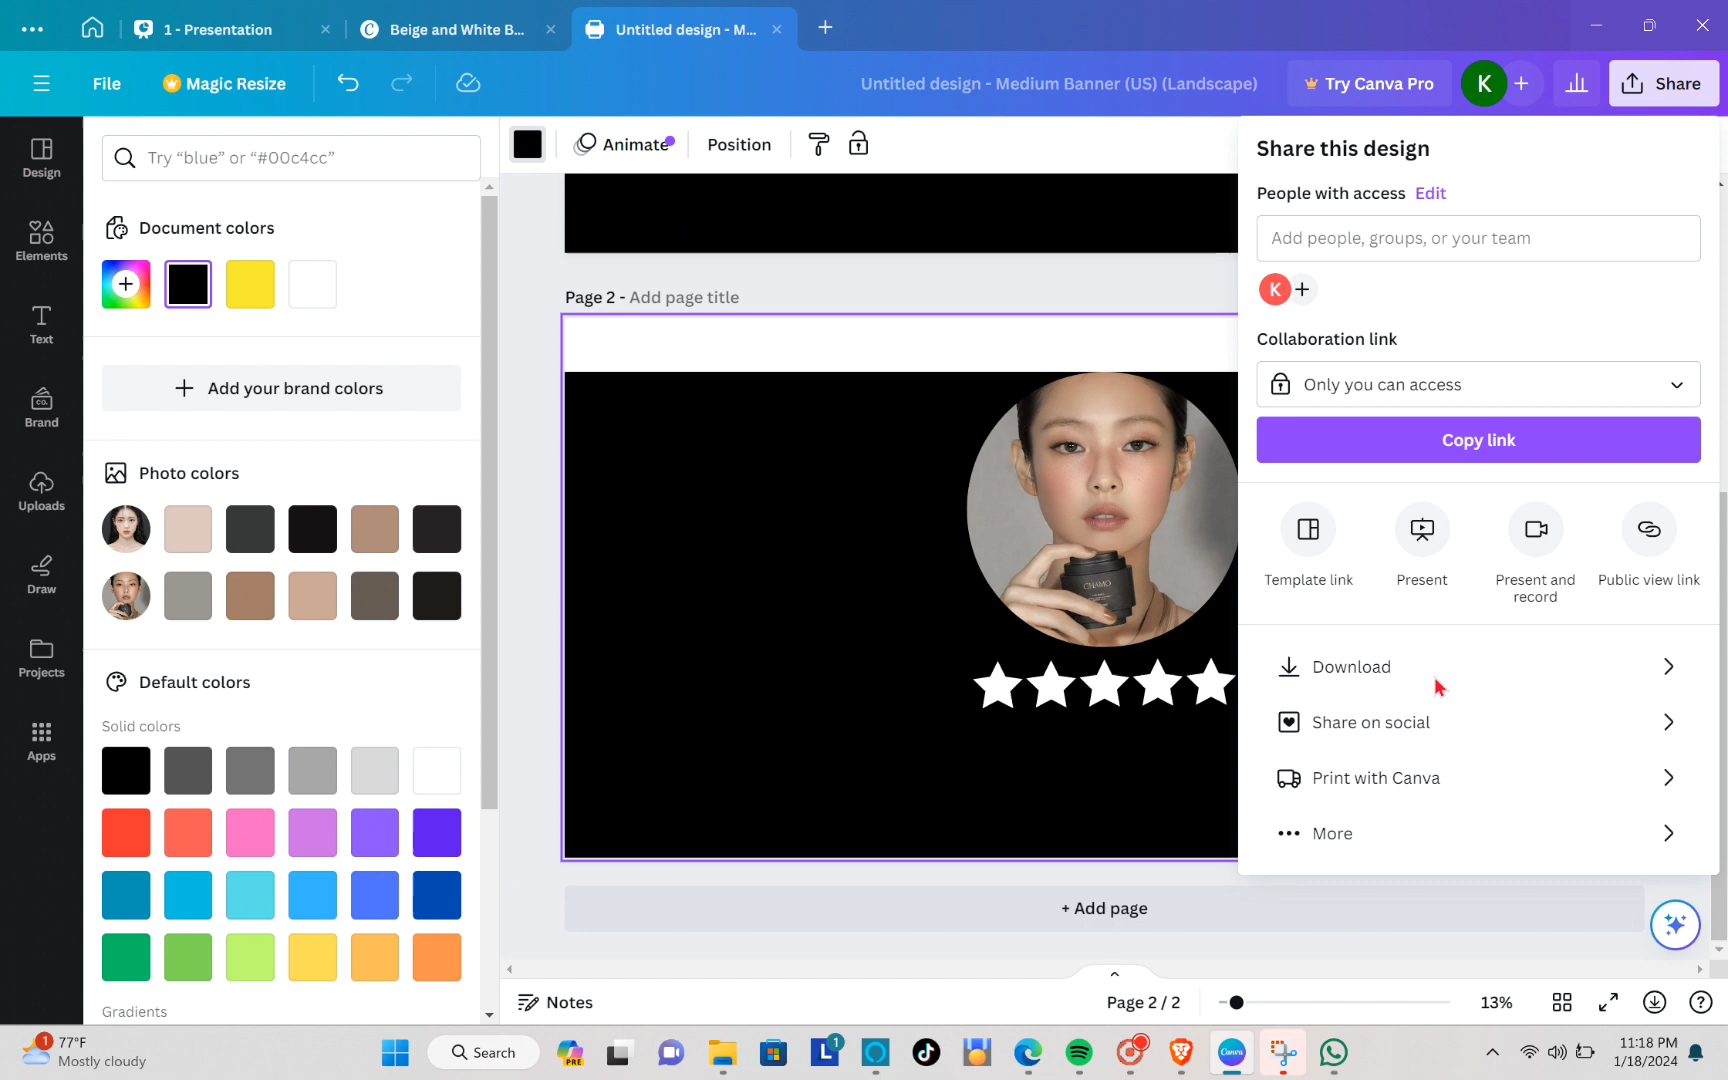 1 - Presentation
Beige and White B...
Untitled design - M...
File
Magic Resize
Untitled design - Medium Banner (US) (Landscape)
Try Canva Pro
K
Share
Design
Elements
Text
Brand
Uploads
Draw
Projects
Apps
Try “blue” or “#00c4cc”
Document colors
+ Add your brand colors
Photo colors
Default colors
Solid colors
Gradients
Animate
Position
Page 2 - Add page title
CHAMO
+ Add page
Notes
Page 2 / 2
13%
Share this design
People with access Edit
Add people, groups, or your team
K
Collaboration link
Only you can access
Copy link
Template link
Present
Present and record
Public view link
Download
Share on social
Print with Canva
More
1
77°F
Mostly cloudy
Search
PRE
L
1
Canva
11:18 PM
1/18/2024